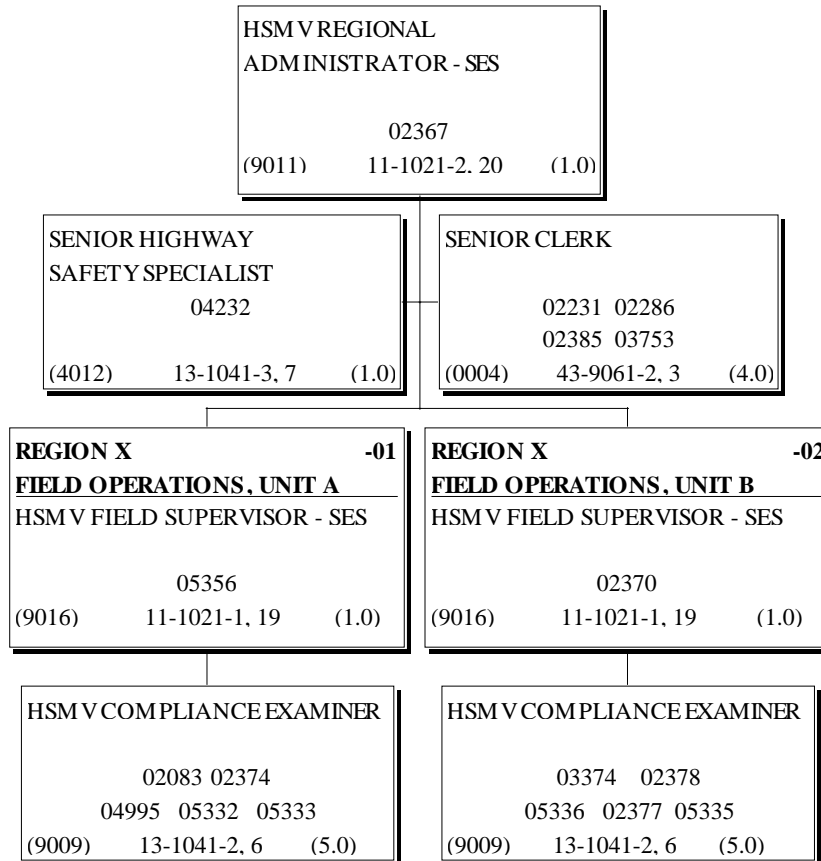 HSMV REGIONAL
ADMINISTRATOR - SES
02367
(9011) 11-1021-2, 20 (1.0)
SENIOR HIGHWAY
SAFETY SPECIALIST
04232
(4012) 13-1041-3, 7 (1.0)
SENIOR CLERK
02231 02286
02385 03753
(0004) 43-9061-2, 3 (4.0)
REGION X -01
FIELD OPERATIONS, UNIT A
HSMV FIELD SUPERVISOR - SES
05356
(9016) 11-1021-1, 19 (1.0)
REGION X -02
FIELD OPERATIONS, UNIT B
HSMV FIELD SUPERVISOR - SES
02370
(9016) 11-1021-1, 19 (1.0)
HSMV COMPLIANCE EXAMINER
02083 02374
04995 05332 05333
(9009) 13-1041-2, 6 (5.0)
HSMV COMPLIANCE EXAMINER
03374 02378
05336 02377 05335
(9009) 13-1041-2, 6 (5.0)